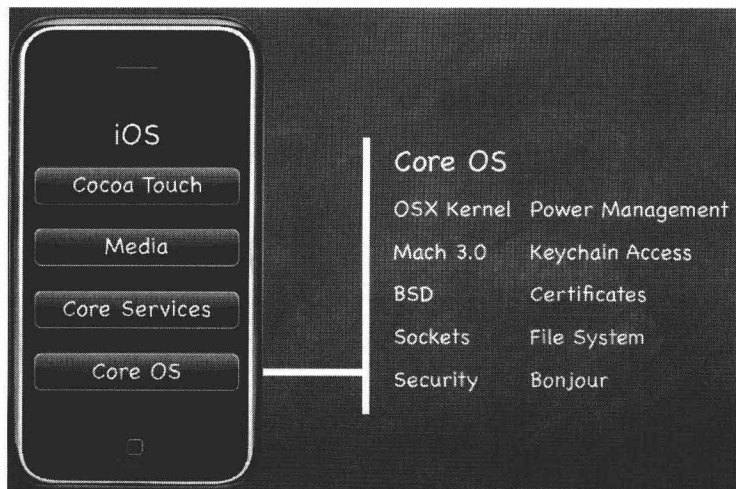 iOS
Cocoa Touch
Media
Core Services
Core OS
Core OS
OSX Kernel Power Management
Mach 3.0 Keychain Access
BSD Certificates
Sockets File System
Security Bonjour